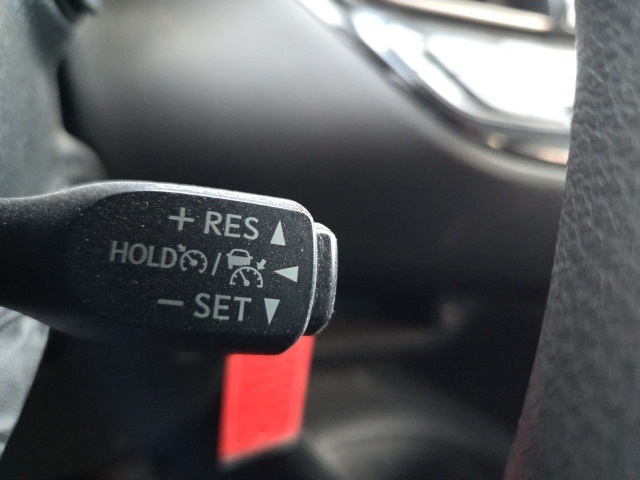 + RES
HOLD /
- SET